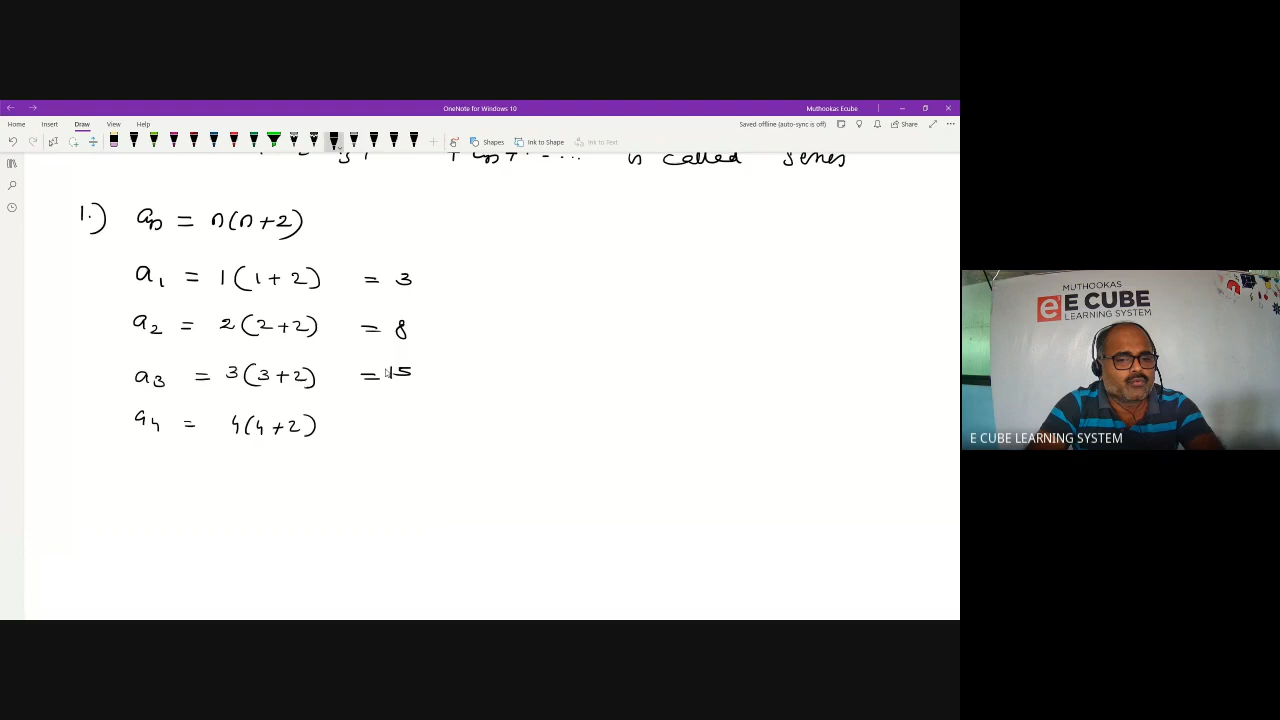 OneNote for Windows 10
Muthookas Ecube
Home Insert Draw View Help
Saved offline (auto-sync is off) Share
Shapes Ink to Shape Ink to Text
is called series
1.) an = n(n+2)
a1 = 1(1+2) = 3
a2 = 2(2+2) = 8
a3 = 3(3+2) = 15
a4 = 4(4+2)
MUTHOOKAS
e E CUBE
LEARNING SYSTEM
E CUBE LEARNING SYSTEM